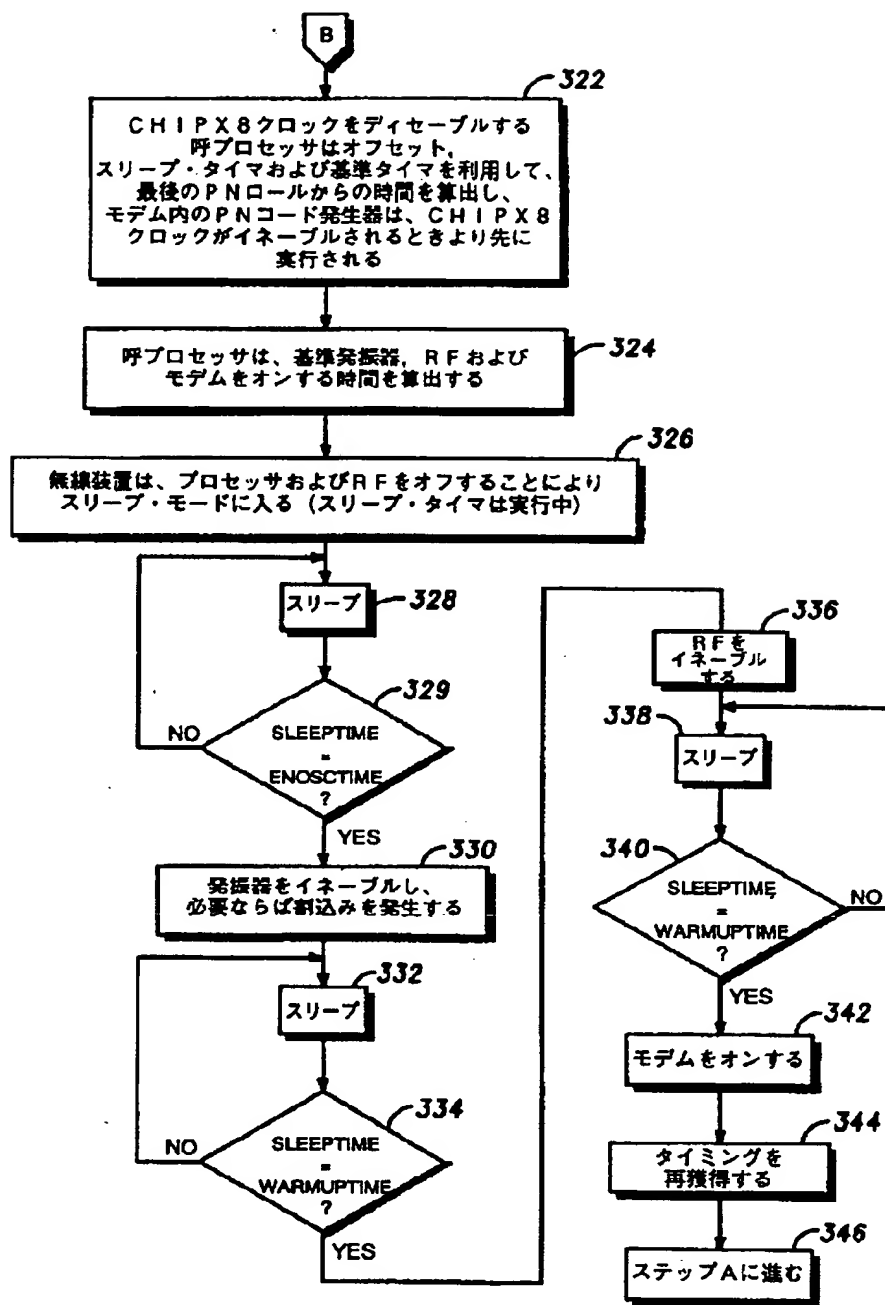 B
322
CHIPX8クロックをディセーブルする
呼プロセッサはオフセット,
スリープ・タイマおよび基準タイマを利用して、
最後のPNロールからの時間を算出し、
モデム内のPNコード発生器は、CHIPX8
クロックがイネーブルされるときより先に
実行される
324
呼プロセッサは、基準発振器, RFおよび
モデムをオンする時間を算出する
326
無線装置は、プロセッサおよびRFをオフすることにより
スリープ・モードに入る (スリープ・タイマは実行中)
スリープ
328
329
SLEEPTIME
=
ENOSCTIME
?
NO
YES
330
発振器をイネーブルし、
必要ならば割込みを発生する
332
スリープ
334
SLEEPTIME
=
WARMUPTIME
?
NO
YES
336
RFを
イネーブル
する
338
スリープ
340
SLEEPTIME
=
WARMUPTIME
?
NO
YES
342
モデムをオンする
344
タイミングを
再獲得する
346
ステップAに進む